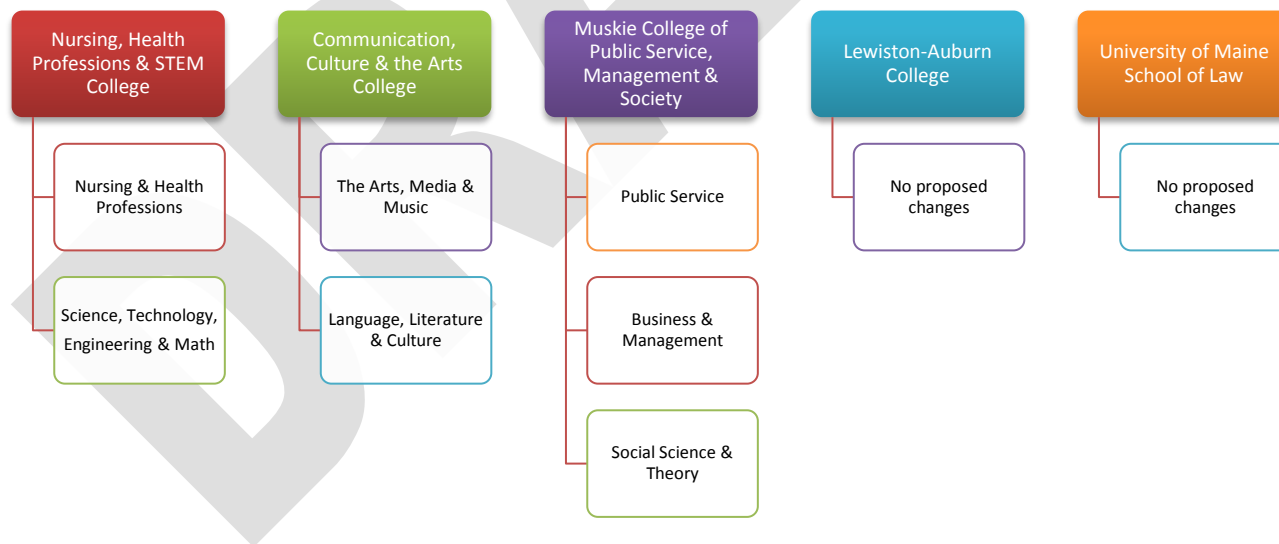 Nursing, Health
Professions & STEM
College
Nursing & Health
Professions
Science, Technology,
Engineering & Math
Communication,
Culture & the Arts
College
The Arts, Media &
Music
Language, Literature
& Culture
Muskie College of
Public Service,
Management &
Society
Public Service
Business &
Management
Social Science &
Theory
Lewiston-Auburn
College
No proposed
changes
University of Maine
School of Law
No proposed
changes